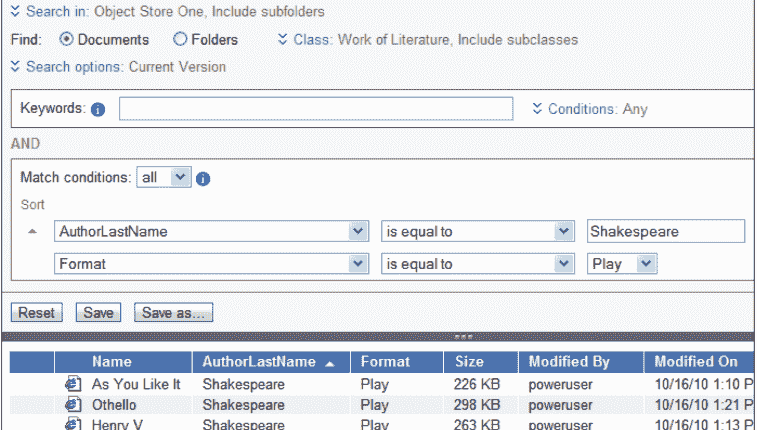 Search in: Object Store One, Include subfolders
Find: Documents Folders Class: Work of Literature, Include subclasses
Search options: Current Version
Keywords: Conditions: Any
AND
Match conditions: all
Sort
AuthorLastName is equal to Shakespeare
Format is equal to Play
Reset Save Save as...
Name AuthorLastName Format Size Modified By Modified On
As You Like It Shakespeare Play 226 KB poweruser 10/16/10 1:10 P
Othello Shakespeare Play 298 KB poweruser 10/16/10 1:21 P
Henry V Shakespeare Play 263 KB poweruser 10/16/10 1:13 P